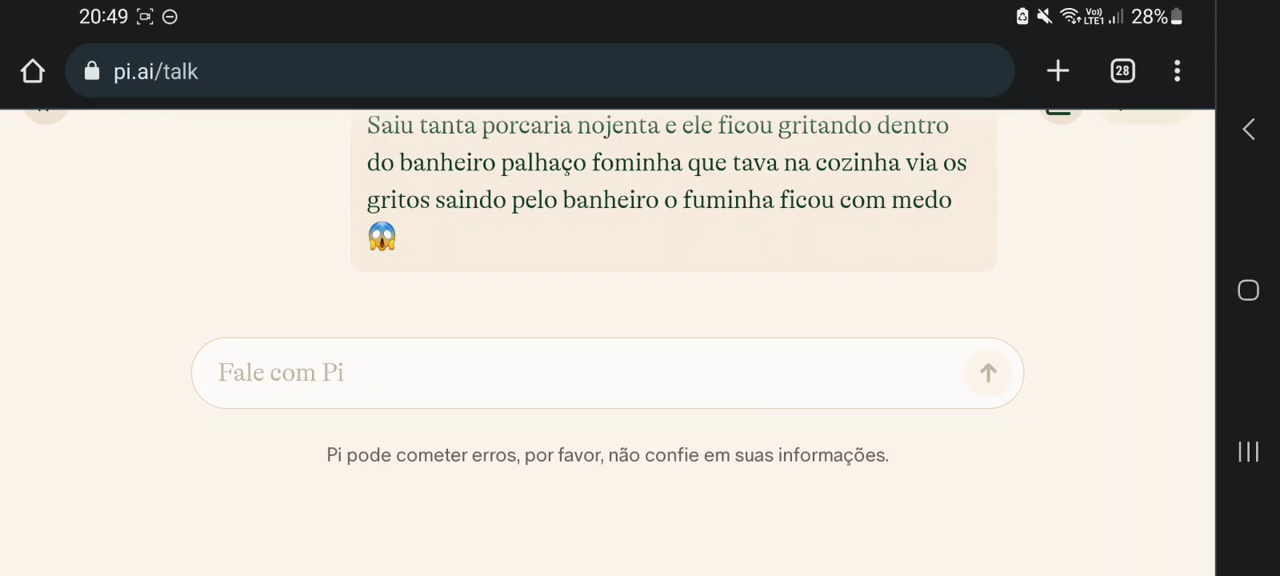 20:49
Vo))
LTE1
28%
pi.ai/talk
28
Saiu tanta porcaria nojenta e ele ficou gritando dentro
do banheiro palhaço fominha que tava na cozinha via os
gritos saindo pelo banheiro o fuminha ficou com medo
😱
Fale com Pi
Pi pode cometer erros, por favor, não confie em suas informações.